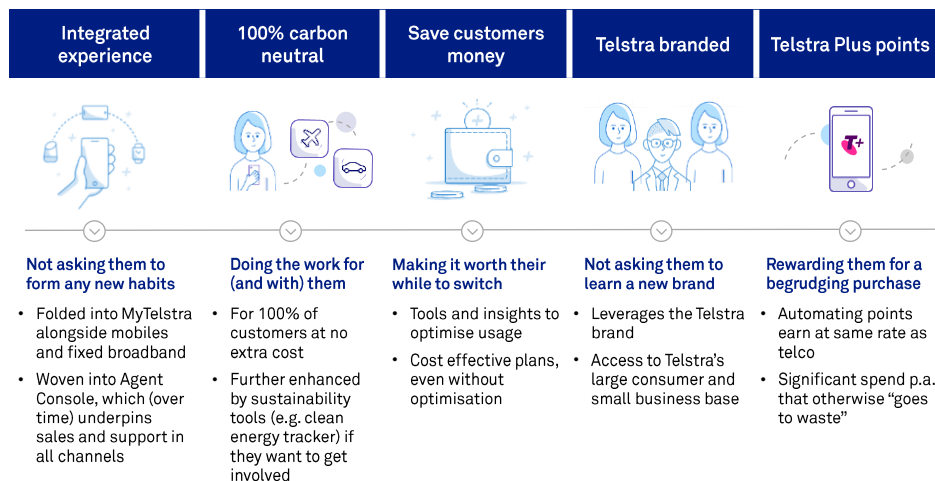 Integrated
experience
100% carbon
neutral
Save customers
money
Telstra branded
Telstra Plus points
T+
Not asking them to
form any new habits
• Folded into MyTelstra
alongside mobiles
and fixed broadband
• Woven into Agent
Console, which (over
time) underpins
sales and support in
all channels
Doing the work for
(and with) them
• For 100% of
customers at no
extra cost
• Further enhanced
by sustainability
tools (e.g. clean
energy tracker) if
they want to get
involved
Making it worth their
while to switch
• Tools and insights to
optimise usage
• Cost effective plans,
even without
optimisation
Not asking them to
learn a new brand
• Leverages the Telstra
brand
• Access to Telstra’s
large consumer and
small business base
Rewarding them for a
begrudging purchase
• Automating points
earn at same rate as
telco
• Significant spend p.a.
that otherwise “goes
to waste”